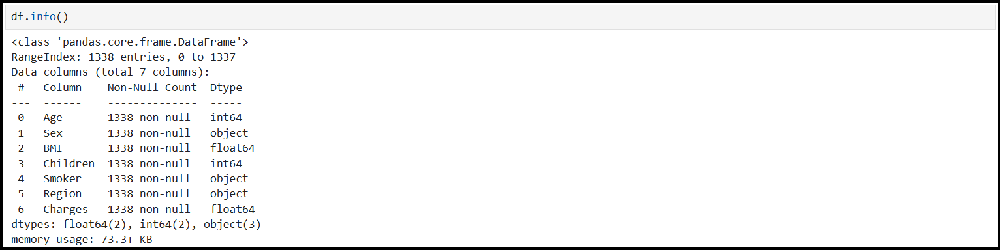 df.info()
<class 'pandas.core.frame.DataFrame'>
RangeIndex: 1338 entries, 0 to 1337
Data columns (total 7 columns):
 #   Column    Non-Null Count  Dtype
---  ------    --------------  -----
 0   Age       1338 non-null   int64
 1   Sex       1338 non-null   object
 2   BMI       1338 non-null   float64
 3   Children  1338 non-null   int64
 4   Smoker    1338 non-null   object
 5   Region    1338 non-null   object
 6   Charges   1338 non-null   float64
dtypes: float64(2), int64(2), object(3)
memory usage: 73.3+ KB